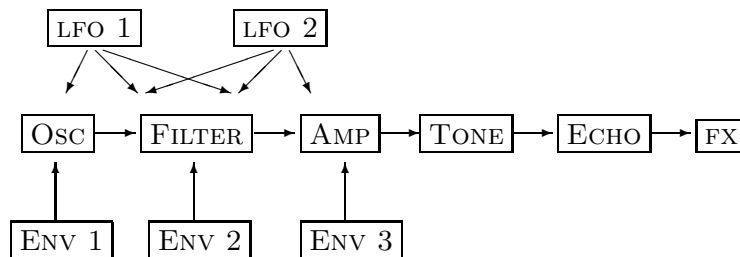 LFO 1 LFO 2
OSC FILTER AMP TONE ECHO FX
ENV 1 ENV 2 ENV 3